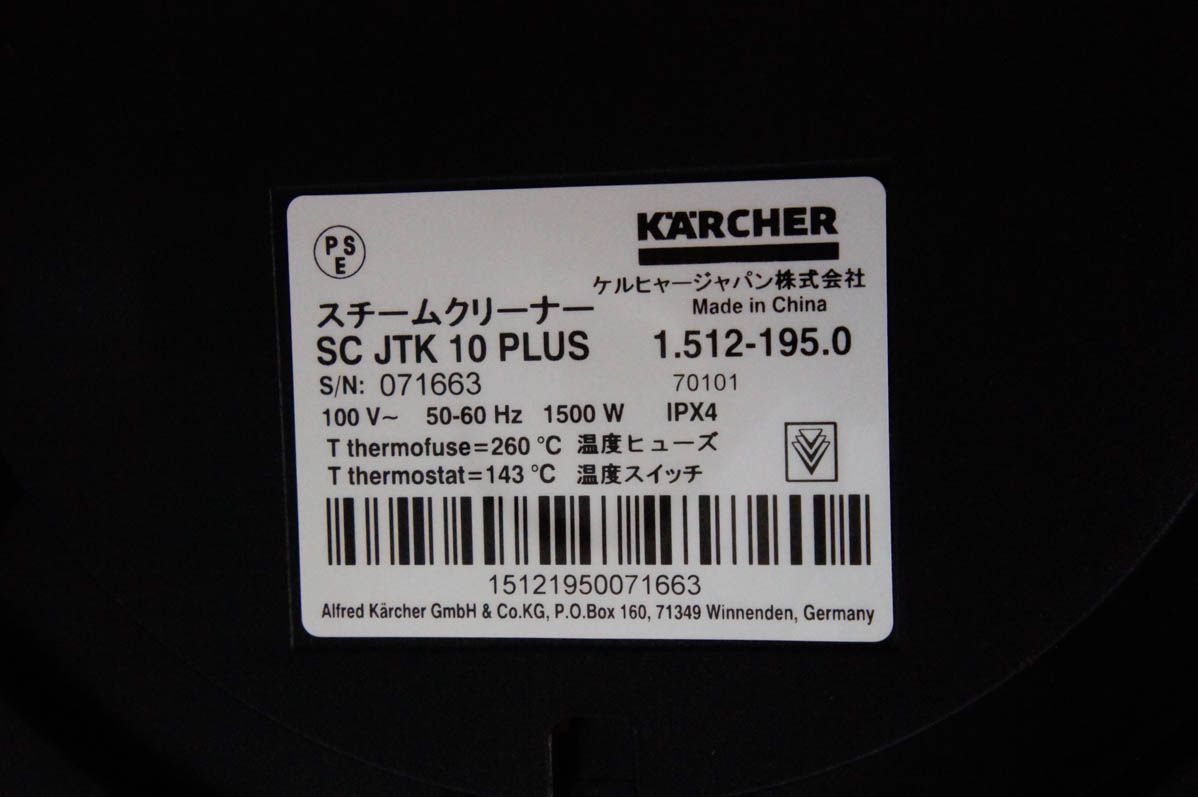 PSE
KÄRCHER
ケルヒャージャパン株式会社
スチームクリーナー
Made in China
SC JTK 10 PLUS 1.512-195.0
S/N: 071663 70101
100 V~ 50-60 Hz 1500 W IPX4
T thermofuse=260 °C 温度ヒューズ
T thermostat=143 °C 温度スイッチ
15121950071663
Alfred Kärcher GmbH & Co.KG, P.O.Box 160, 71349 Winnenden, Germany